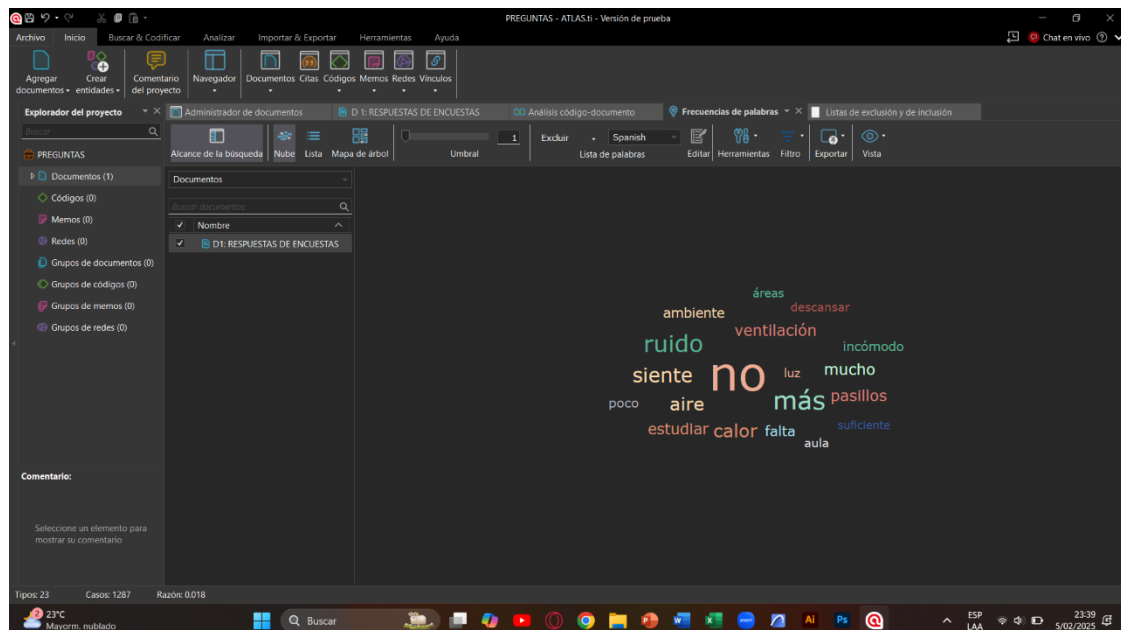 PREGUNTAS - ATLAS.ti - Versión de prueba
Archivo Inicio Buscar & Codificar Analizar Importar & Exportar Herramientas Ayuda Chat en vivo
Agregar documentos Crear entidades Comentario del proyecto Navegador Documentos Citas Códigos Memos Redes Vínculos
Explorador del proyecto Administrador de documentos D 1: RESPUESTAS DE ENCUESTAS Análisis código-documento Frecuencias de palabras Listas de exclusión y de inclusión
Buscar
1 Excluir Spanish
Alcance de la búsqueda Nube Lista Mapa de árbol Umbral Lista de palabras Editar Herramientas Filtro Exportar Vista
PREGUNTAS
Documentos (1)
Códigos (0)
Memos (0)
Redes (0)
Grupos de documentos (0)
Grupos de códigos (0)
Grupos de memos (0)
Grupos de redes (0)
Documentos
Buscar documentos
Nombre
D1: RESPUESTAS DE ENCUESTAS
áreas
ambiente descansar
ventilación
ruido incómodo
siente no luz mucho
poco aire más pasillos
estudiar calor falta suficiente
aula
Comentario:
Seleccione un elemento para
mostrar su comentario
Tipos: 23 Casos: 1287 Razón: 0.018
2 23°C
Mayorm. nublado
Buscar
ESP
LAA
23:39
5/02/2025